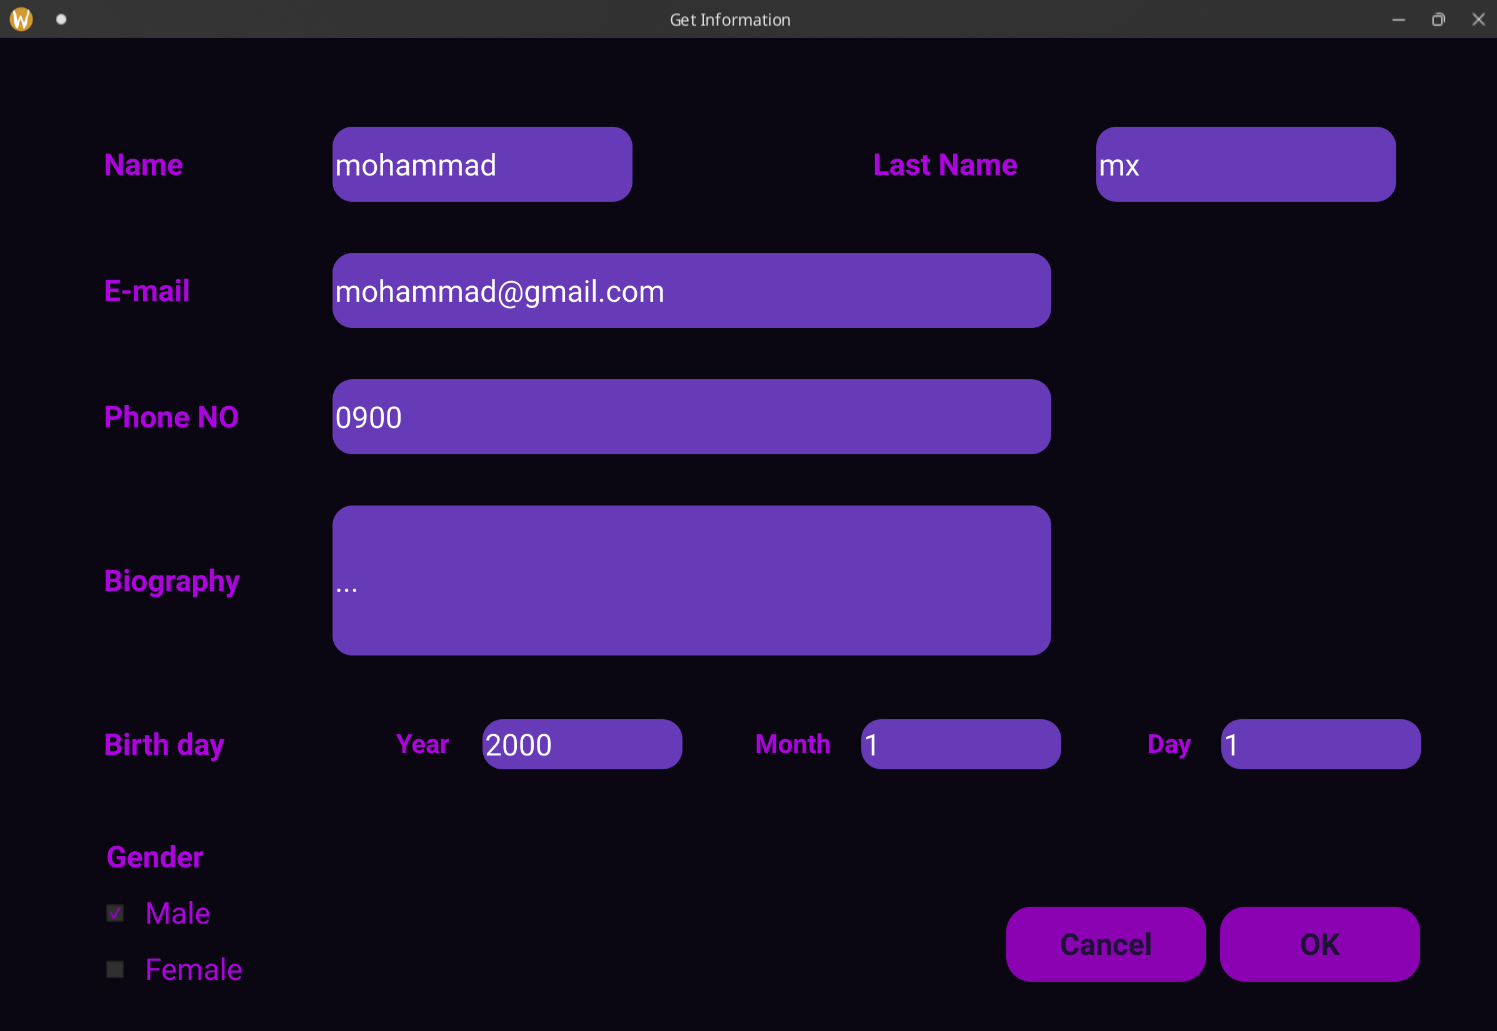 Get Information
Name mohammad Last Name mx
E-mail mohammad@gmail.com
Phone NO 0900
Biography ...
Birth day Year 2000 Month 1 Day 1
Gender
Male
Female
Cancel OK